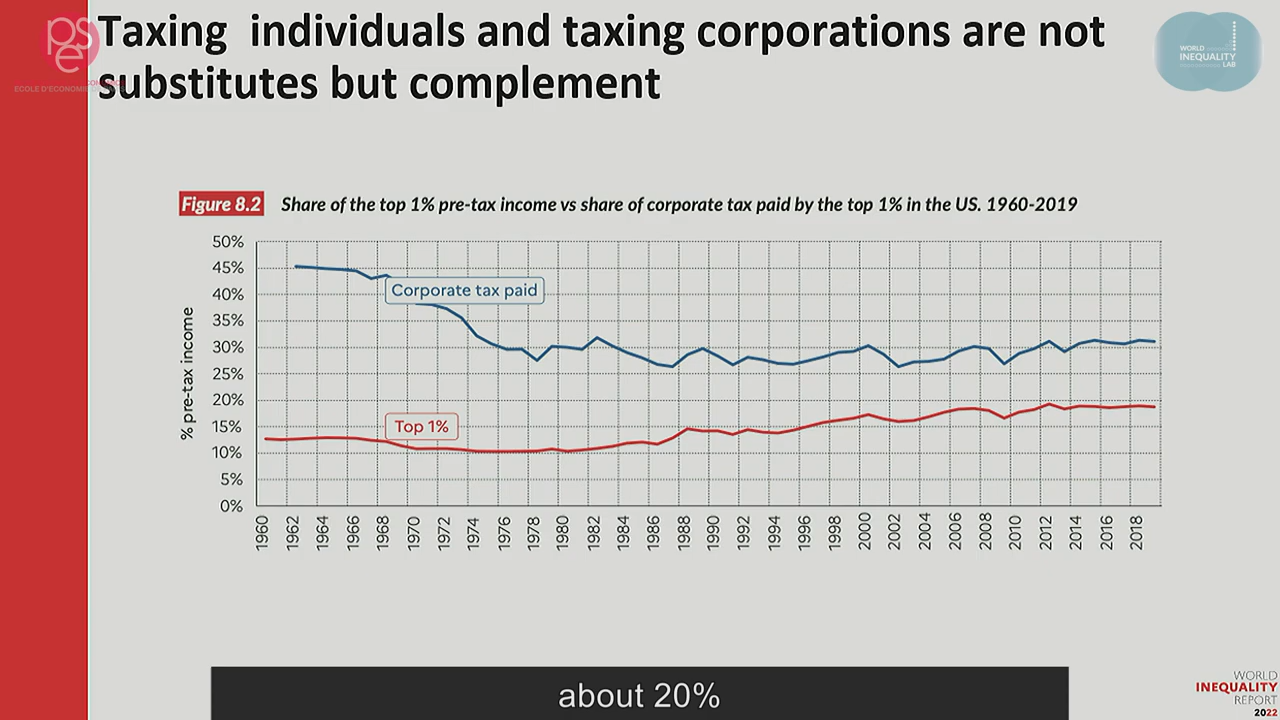 Taxing individuals and taxing corporations are not
substitutes but complement
pse
ECOLE D'ECONOMIE
WORLD
INEQUALITY
LAB
Figure 8.2 Share of the top 1% pre-tax income vs share of corporate tax paid by the top 1% in the US. 1960-2019
% pre-tax income
50%
45%
40%
35%
30%
25%
20%
15%
10%
5%
0%
Corporate tax paid
Top 1%
1960 1962 1964 1966 1968 1970 1972 1974 1976 1978 1980 1982 1984 1986 1988 1990 1992 1994 1996 1998 2000 2002 2004 2006 2008 2010 2012 2014 2016 2018
about 20%
WORLD
INEQUALITY
REPORT
2022